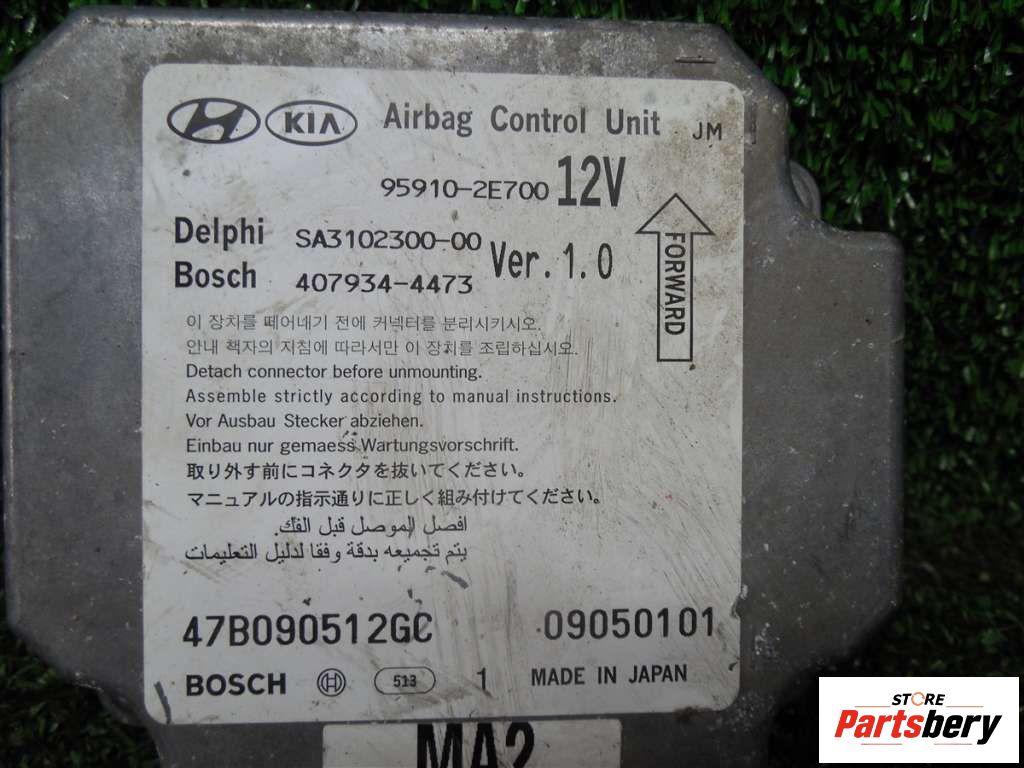 KIA Airbag Control Unit JM
95910-2E700 12V
Delphi SA3102300-00 Ver. 1.0
Bosch 407934-4473
FORWARD
이 장치를 떼어내기 전에 커넥터를 분리시키시오.
안내 책자의 지침에 따라서만 이 장치를 조립하십시오.
Detach connector before unmounting.
Assemble strictly according to manual instructions.
Vor Ausbau Stecker abziehen.
Einbau nur gemaess Wartungsvorschrift.
取り外す前にコネクタを抜いてください。
マニュアルの指示通りに正しく組み付けてください。
افصل الموصل قبل الفك.
يتم تجميعه بدقة وفقا لدليل التعليمات
47B090512GC 09050101
BOSCH 513 1 MADE IN JAPAN
MA2
STORE
Partsbery